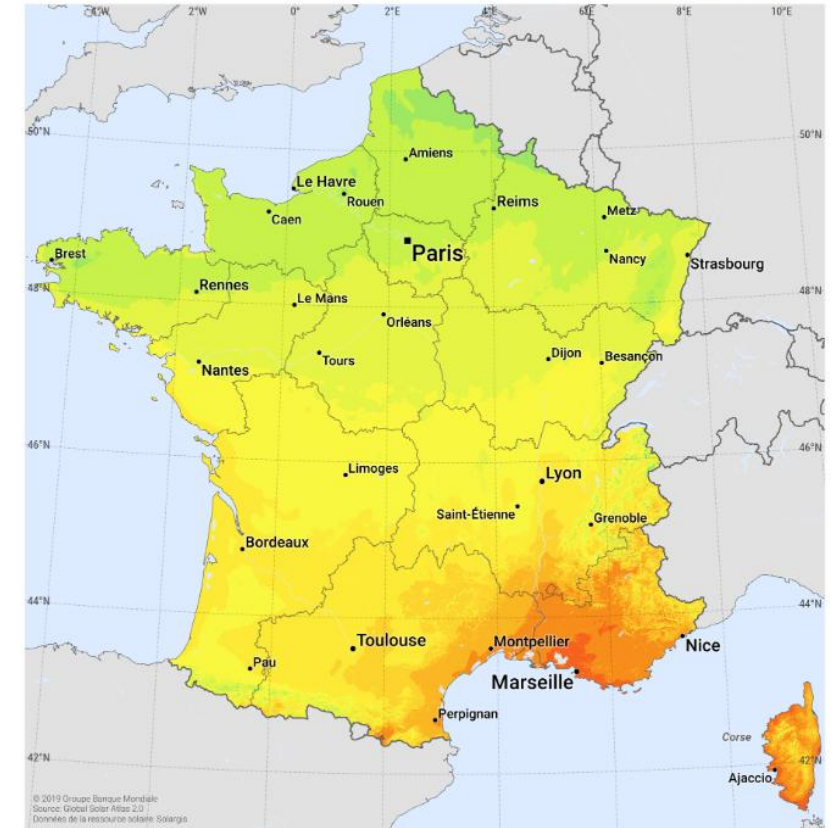 4°W 2°W 0° 2°E 4°E 6°E 8°E 10°E
50°N 50°N
Amiens
Le Havre
Rouen
Reims
Caen
Metz
Paris
Brest
Nancy
Strasbourg
Rennes
48°N 48°N
Le Mans
Orléans
Dijon
Besançon
Tours
Nantes
46°N 46°N
Limoges
Lyon
Saint-Étienne
Grenoble
Bordeaux
44°N 44°N
Toulouse
Montpellier
Nice
Pau
Marseille
Perpignan
Corse
42°N 42°N
Ajaccio
© 2019 Groupe Banque Mondiale
Source: Global Solar Atlas 2.0
Données de la ressource solaire: Solargis